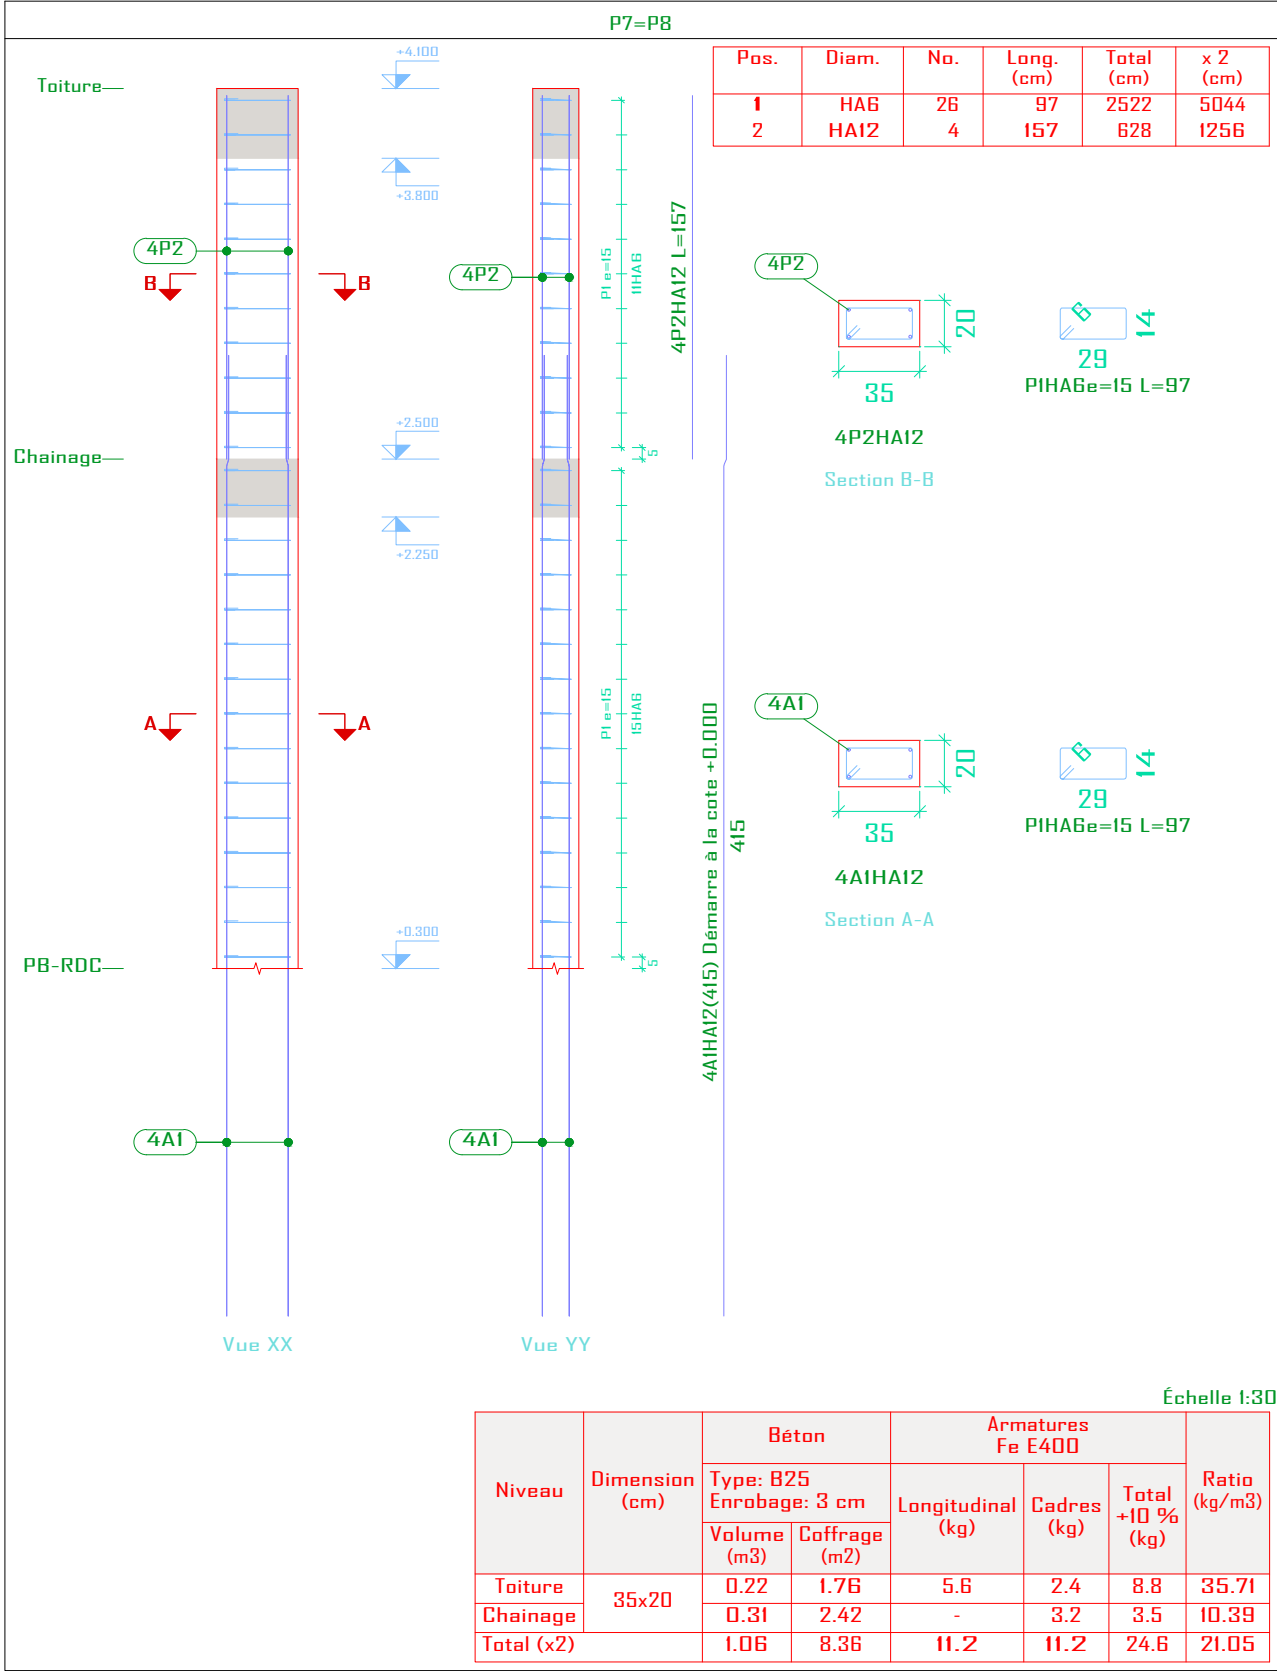 P7=P8
Pos. Diam. No. Long. (cm) Total (cm) x 2 (cm)
1 HA6 26 97 2522 5044
2 HA12 4 157 628 1256
Toiture
+4.100
+3.800
4P2
B B
4P2
P1 e=15
11HA6
4P2HA12 L=157
4P2
20
35
4P2HA12
Section B-B
6
14
29
P1HA6e=15 L=97
+2.500
Chainage
5
+2.250
A A
P1 e=15
15HA6
4A1HA12(415) Démarre à la cote +0.000
415
4A1
20
35
4A1HA12
Section A-A
6
14
29
P1HA6e=15 L=97
+0.300
PB-RDC
5
4A1
4A1
Vue XX
Vue YY
Échelle 1:30
Niveau
Dimension (cm)
Béton
Type: B25
Enrobage: 3 cm
Volume (m3)
Coffrage (m2)
Armatures
Fe E400
Longitudinal (kg)
Cadres (kg)
Total +10 % (kg)
Ratio (kg/m3)
Toiture 35x20 0.22 1.76 5.6 2.4 8.8 35.71
Chainage 0.31 2.42 - 3.2 3.5 10.39
Total (x2) 1.06 8.36 11.2 11.2 24.6 21.05